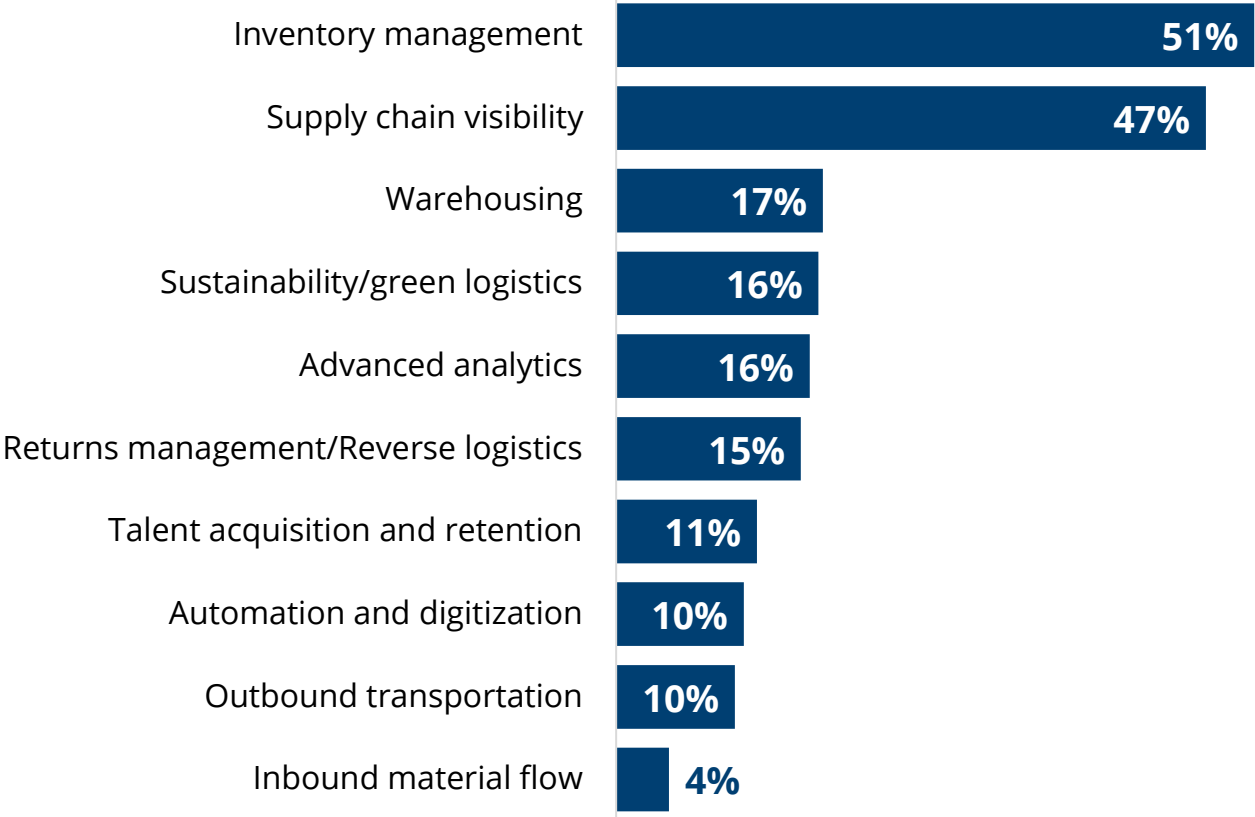 Inventory management 51%
Supply chain visibility 47%
Warehousing 17%
Sustainability/green logistics 16%
Advanced analytics 16%
Returns management/Reverse logistics 15%
Talent acquisition and retention 11%
Automation and digitization 10%
Outbound transportation 10%
Inbound material flow 4%